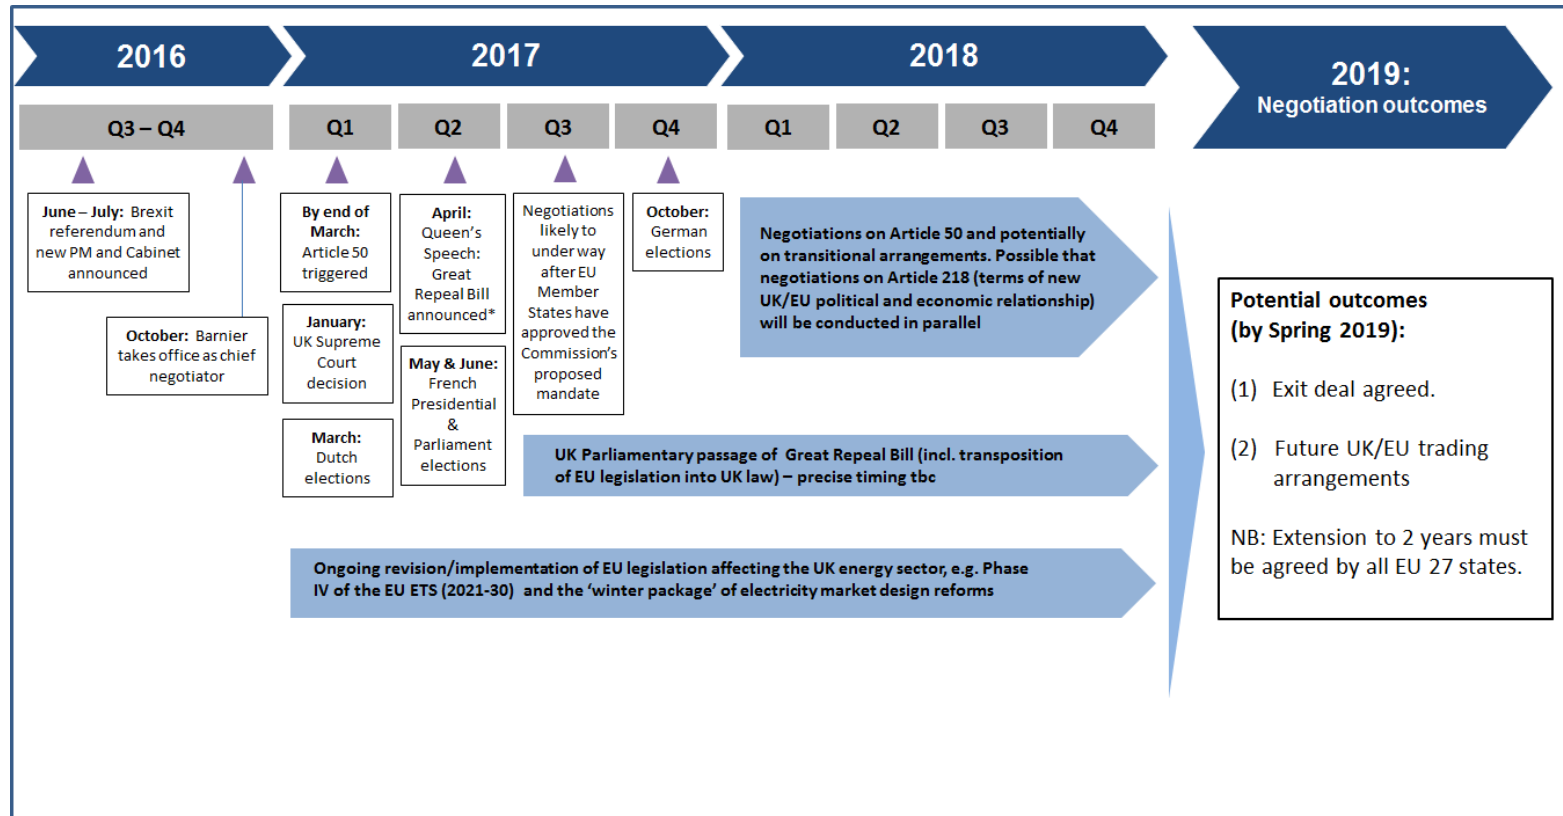 2016
2017
2018
2019:
Negotiation outcomes
Q3 – Q4
Q1
Q2
Q3
Q4
Q1
Q2
Q3
Q4
June – July: Brexit
referendum and
new PM and Cabinet
announced
October: Barnier
takes office as chief
negotiator
By end of
March:
Article 50
triggered
January:
UK Supreme
Court
decision
March:
Dutch
elections
April:
Queen's
Speech:
Great
Repeal Bill
announced*
May & June:
French
Presidential
&
Parliament
elections
Negotiations
likely to
under way
after EU
Member
States have
approved the
Commission's
proposed
mandate
October:
German
elections
Negotiations on Article 50 and potentially
on transitional arrangements. Possible that
negotiations on Article 218 (terms of new
UK/EU political and economic relationship)
will be conducted in parallel
UK Parliamentary passage of Great Repeal Bill (incl. transposition
of EU legislation into UK law) – precise timing tbc
Ongoing revision/implementation of EU legislation affecting the UK energy sector, e.g. Phase
IV of the EU ETS (2021-30) and the 'winter package' of electricity market design reforms
Potential outcomes
(by Spring 2019):
(1) Exit deal agreed.
(2) Future UK/EU trading
arrangements
NB: Extension to 2 years must
be agreed by all EU 27 states.